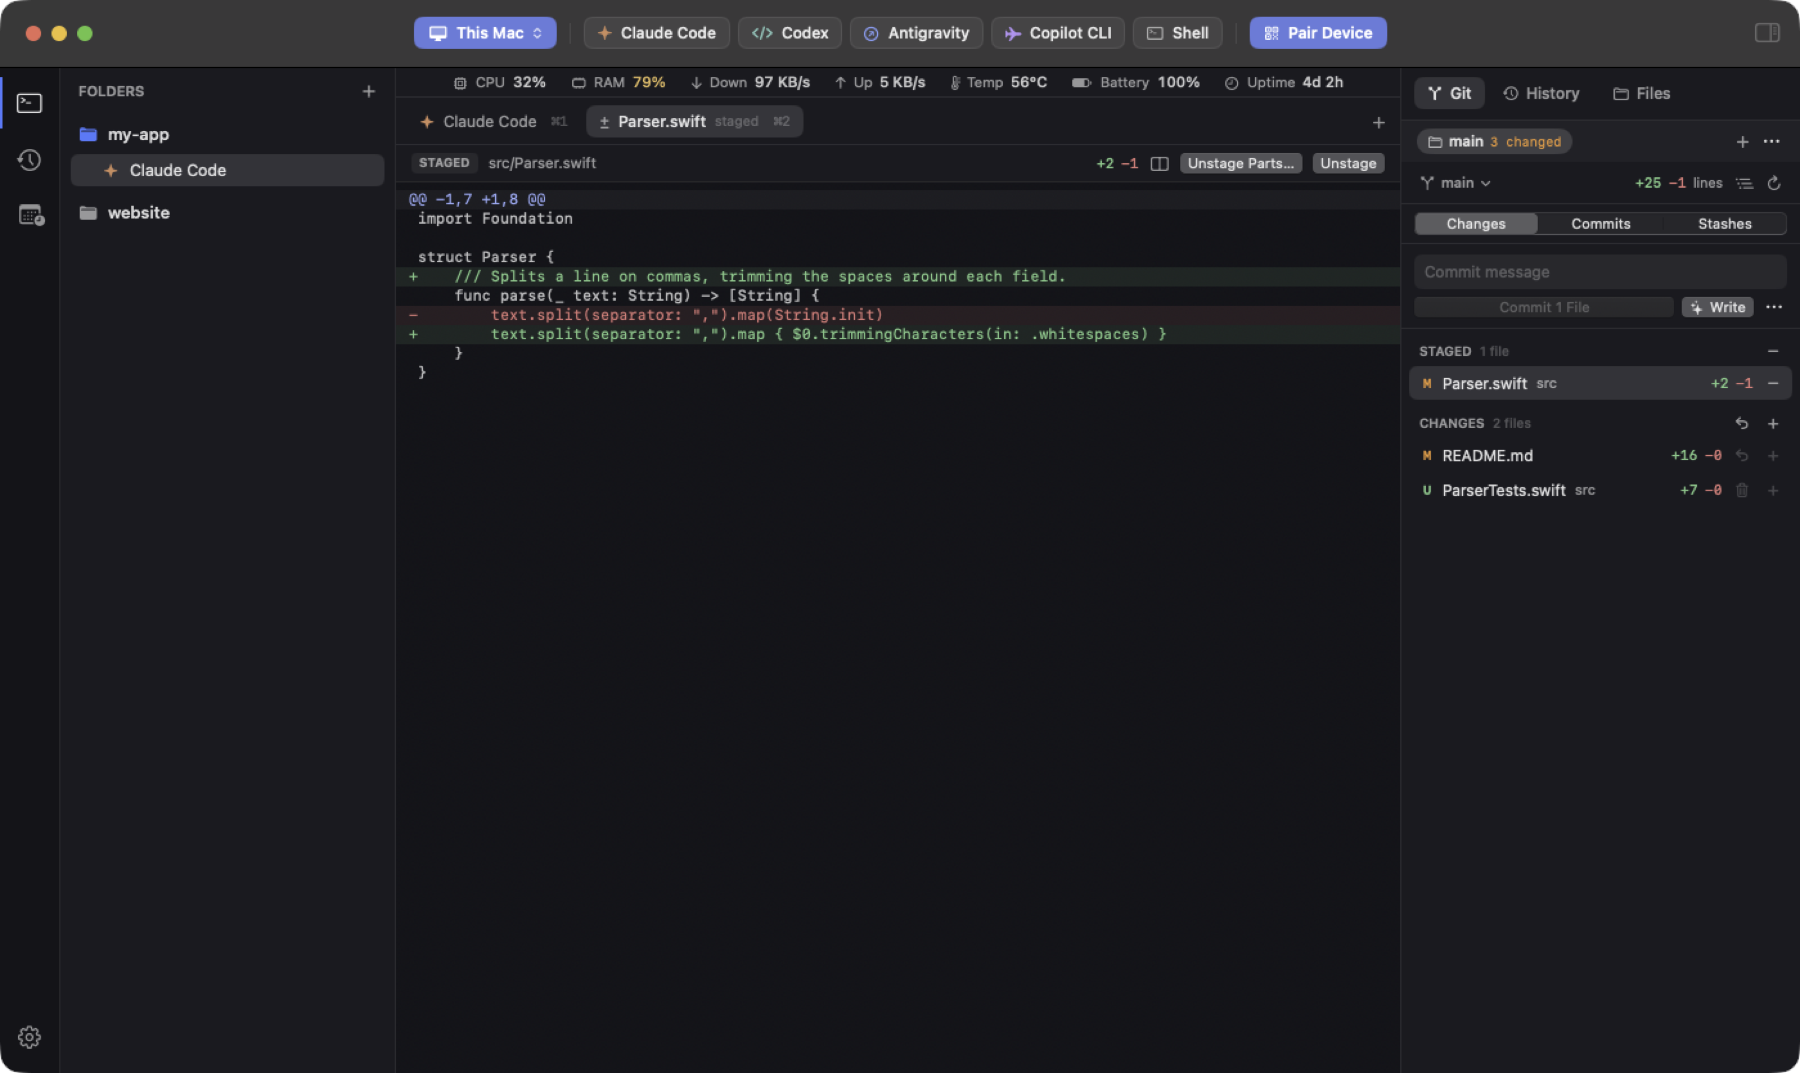 This Mac
Claude Code
Codex
Antigravity
Copilot CLI
Shell
Pair Device
FOLDERS
my-app
Claude Code
website
CPU 32% RAM 79% Down 97 KB/s Up 5 KB/s Temp 56°C Battery 100% Uptime 4d 2h
Claude Code ⌘1 ± Parser.swift staged ⌘2 +
STAGED src/Parser.swift +2 −1 Unstage Parts... Unstage
@@ −1,7 +1,8 @@
import Foundation
struct Parser {
+ /// Splits a line on commas, trimming the spaces around each field.
func parse(_ text: String) −> [String] {
− text.split(separator: ",").map(String.init)
+ text.split(separator: ",").map { $0.trimmingCharacters(in: .whitespaces) }
}
}
Git History Files
main 3 changed
main +25 −1 lines
Changes Commits Stashes
Commit message
Commit 1 File Write
STAGED 1 file
M Parser.swift src +2 −1
CHANGES 2 files
M README.md +16 −0
U ParserTests.swift src +7 −0